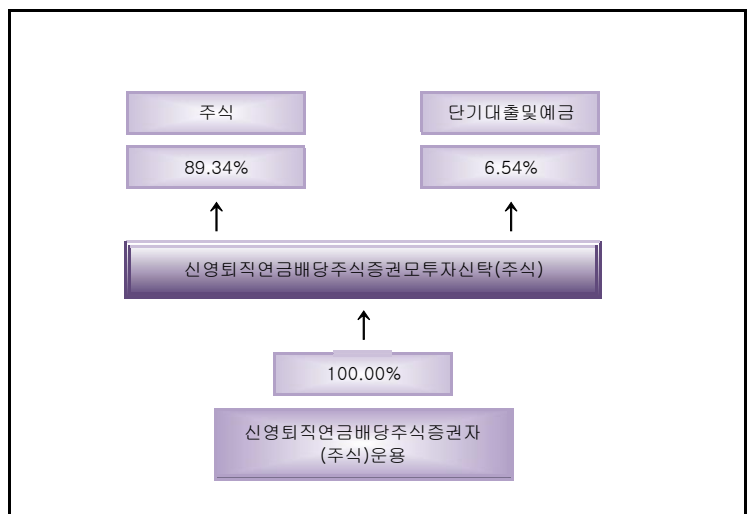 주식
단기대출및예금
89.34%
6.54%
↑
↑
신영퇴직연금배당주식증권모투자신탁(주식)
↑
100.00%
신영퇴직연금배당주식증권자
(주식)운용